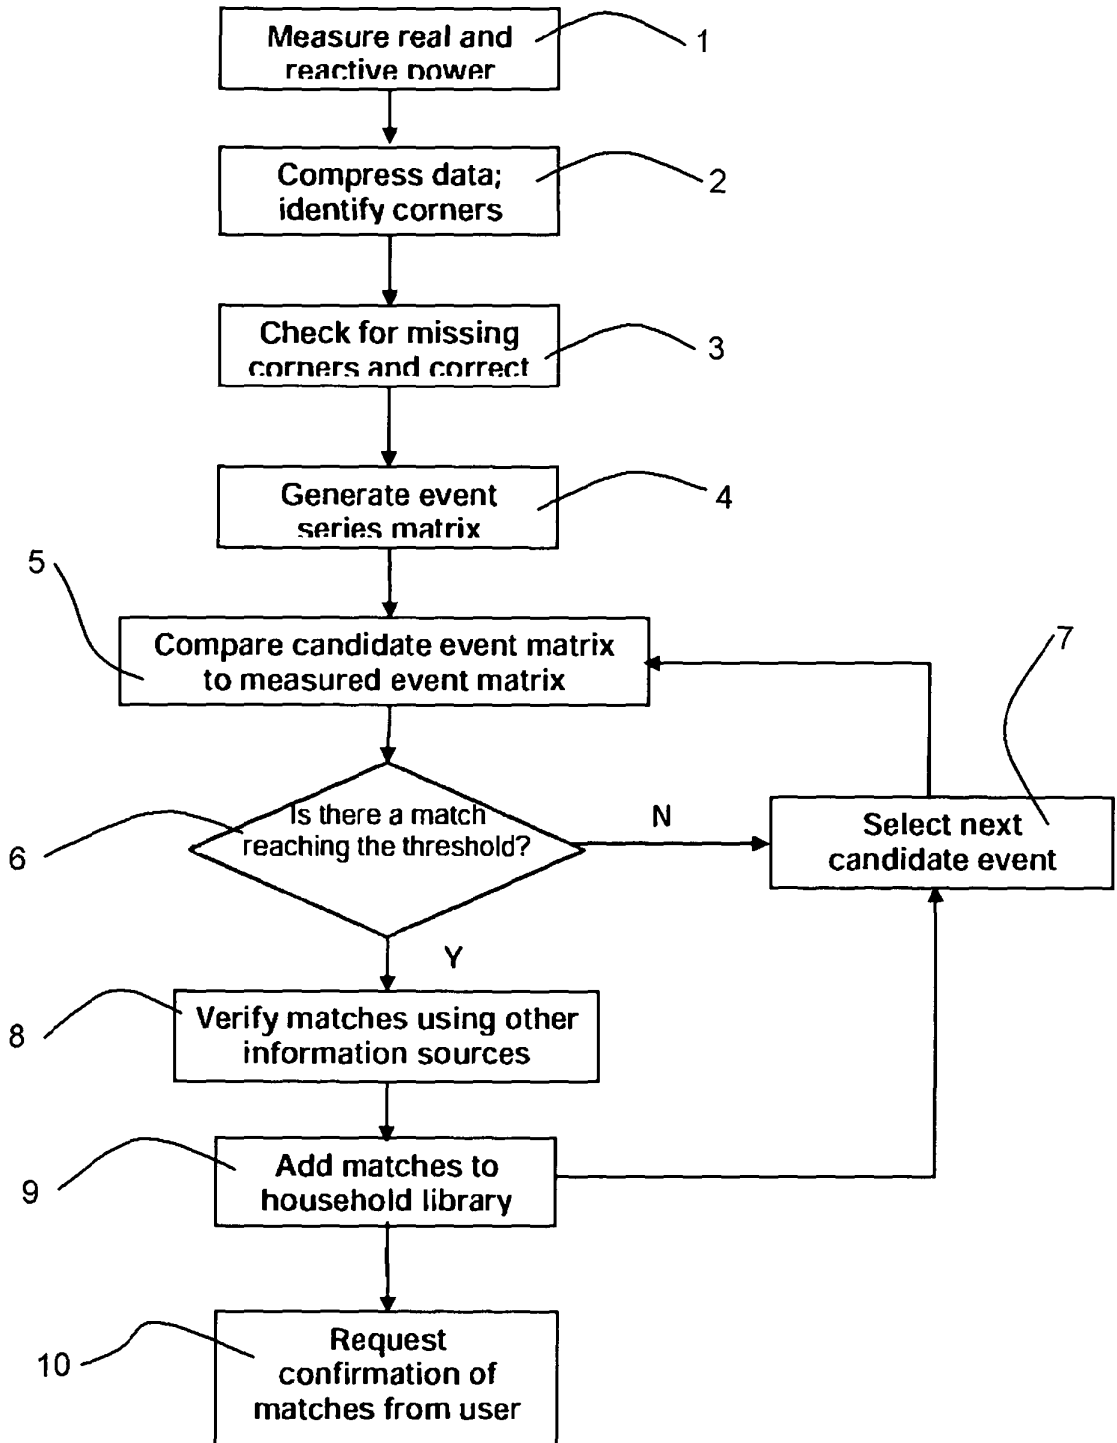 Measure real and
reactive power
1
Compress data;
identify corners
2
Check for missing
corners and correct
3
Generate event
series matrix
4
5
Compare candidate event matrix
to measured event matrix
7
Is there a match
reaching the threshold?
6
N
Select next
candidate event
Y
8
Verify matches using other
information sources
9
Add matches to
household library
10
Request
confirmation of
matches from user